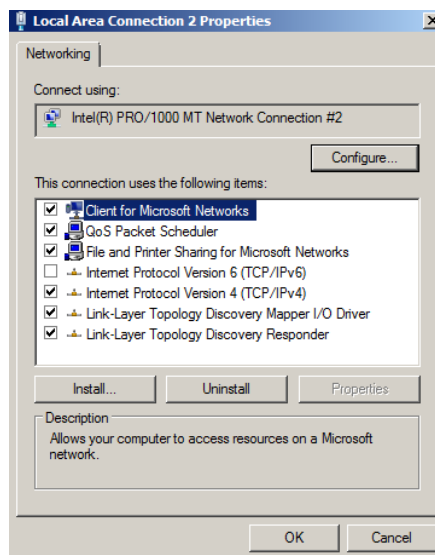 Local Area Connection 2 Properties
Networking
Connect using:
Intel(R) PRO/1000 MT Network Connection #2
Configure...
This connection uses the following items:
Client for Microsoft Networks
QoS Packet Scheduler
File and Printer Sharing for Microsoft Networks
Internet Protocol Version 6 (TCP/IPv6)
Internet Protocol Version 4 (TCP/IPv4)
Link-Layer Topology Discovery Mapper I/O Driver
Link-Layer Topology Discovery Responder
Install... Uninstall Properties
Description
Allows your computer to access resources on a Microsoft
network.
OK Cancel